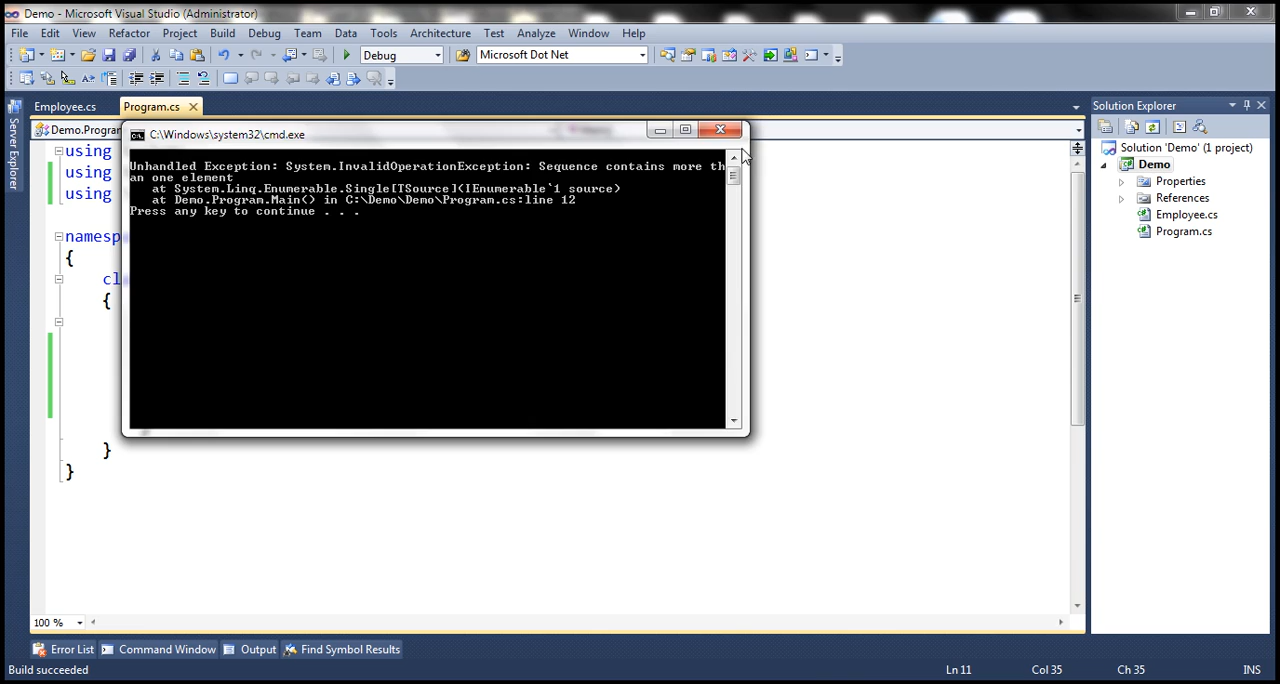 Demo - Microsoft Visual Studio (Administrator)
File Edit View Refactor Project Build Debug Team Data Tools Architecture Test Analyze Window Help
Debug Microsoft Dot Net
Employee.cs Program.cs
Solution Explorer
Server Explorer
Demo.Progra
C:\Windows\system32\cmd.exe
Unhandled Exception: System.InvalidOperationException: Sequence contains more th
an one element
at System.Linq.Enumerable.Single[TSource](IEnumerable`1 source)
at Demo.Program.Main() in C:\Demo\Demo\Program.cs:line 12
Press any key to continue . . .
using
using
using
namesp
{
cl
{
}
}
Solution 'Demo' (1 project)
Demo
Properties
References
Employee.cs
Program.cs
100 %
Error List Command Window Output Find Symbol Results
Build succeeded Ln 11 Col 35 Ch 35 INS